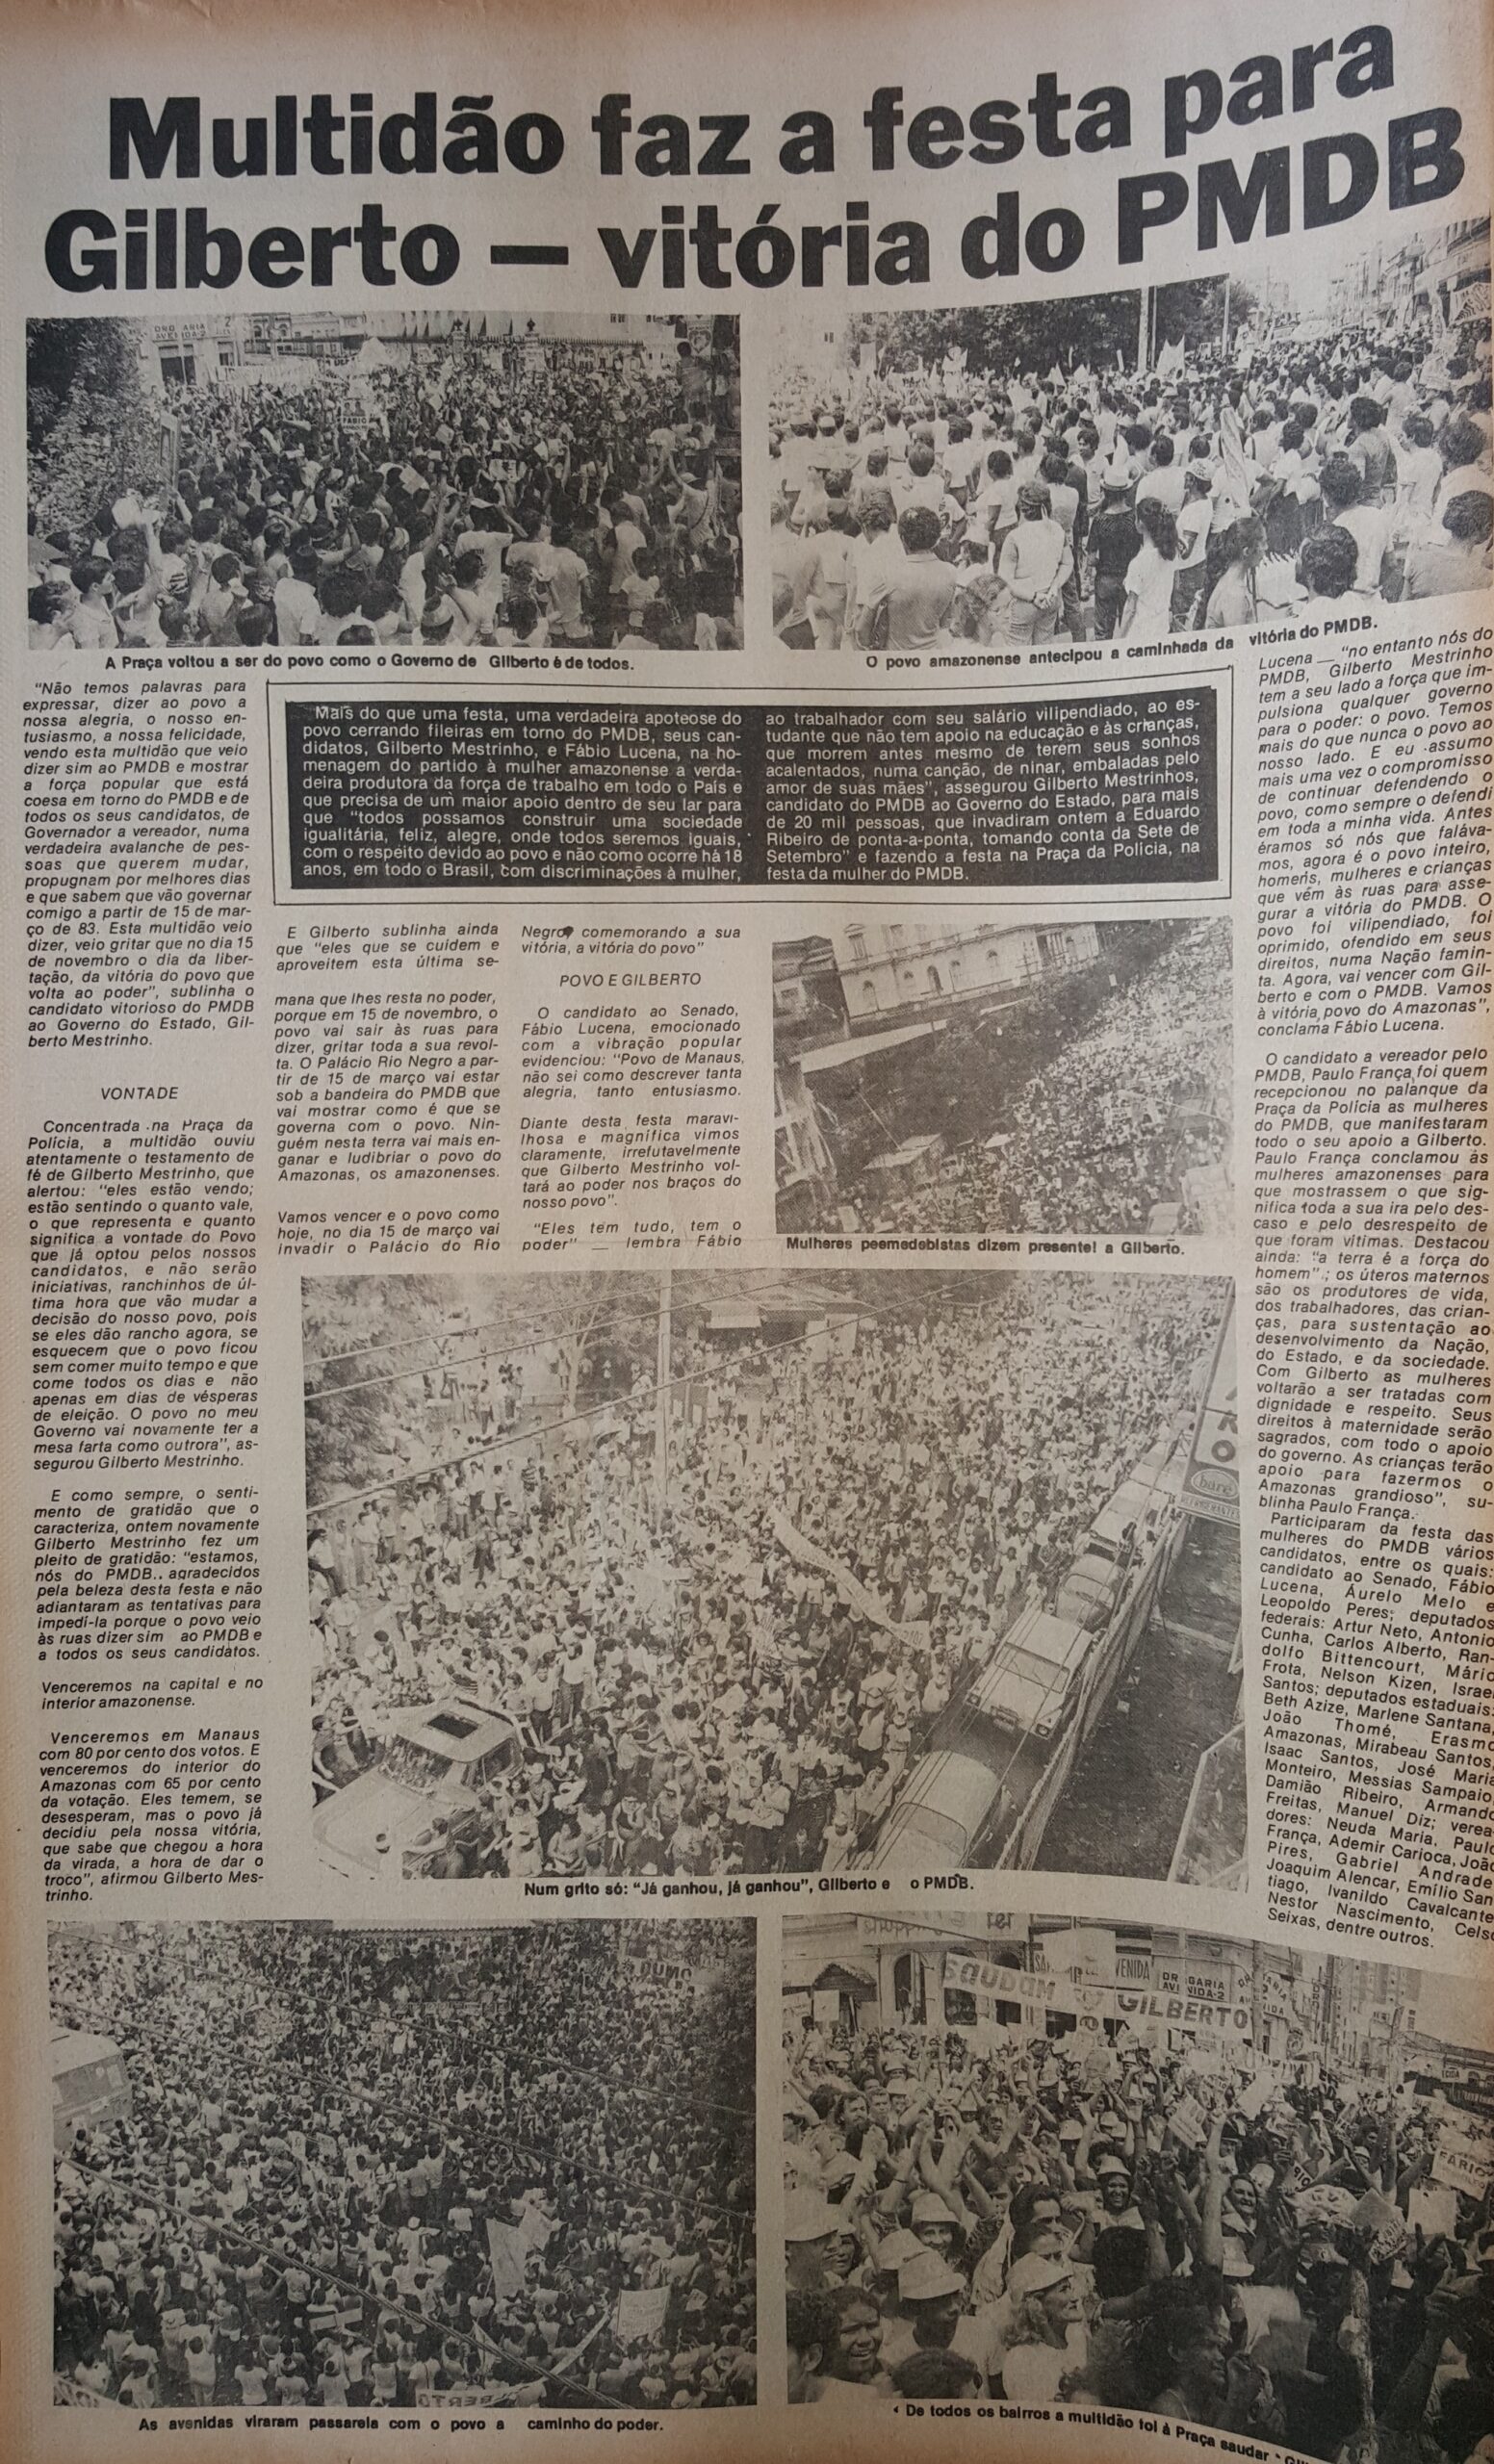 Multidão faz a festa para
Gilberto — vitória do PMDB
A Praça voltou a ser do povo como o Governo de Gilberto é de todos.
O povo amazonense antecipou a caminhada da vitória do PMDB.
"Não temos palavras para
expressar, dizer ao povo a
nossa alegria, o nosso en-
tusiasmo, a nossa felicidade,
vendo esta multidão que veio
dizer sim ao PMDB e mostrar
a força popular que está
coesa em torno do PMDB e de
todos os seus candidatos, de
Governador a vereador, numa
verdadeira avalanche de pes-
soas que querem mudar,
propugnam por melhores dias
e que sabem que vão governar
comigo a partir de 15 de mar-
ço de 83. Esta multidão veio
dizer, veio gritar que no dia 15
de novembro o dia da liber-
tação, da vitória do povo que
volta ao poder", sublinha o
candidato vitorioso do PMDB
ao Governo do Estado, Gil-
berto Mestrinho.
VONTADE
Concentrada na Praça da
Polícia, a multidão ouviu
atentamente o testamento de
fé de Gilberto Mestrinho, que
alertou: "eles estão vendo;
estão sentindo o quanto vale,
o que representa e quanto
significa a vontade do Povo
que já optou pelos nossos
candidatos, e não serão
iniciativas, ranchinhos de úl-
tima hora que vão mudar a
decisão do nosso povo, pois
se eles dão rancho agora, se
esquecem que o povo ficou
sem comer muito tempo e que
come todos os dias e não
apenas em dias de vésperas
de eleição. O povo no meu
Governo vai novamente ter a
mesa farta como outrora", as-
segurou Gilberto Mestrinho.
E como sempre, o senti-
mento de gratidão que o
caracteriza, ontem novamente
Gilberto Mestrinho fez um
pleito de gratidão: "estamos,
nós do PMDB.. agradecidos
pela beleza desta festa e não
adiantaram as tentativas para
impedi-la porque o povo veio
às ruas dizer sim ao PMDB e
a todos os seus candidatos.
Venceremos na capital e no
interior amazonense.
Venceremos em Manaus
com 80 por cento dos votos. E
venceremos do interior do
Amazonas com 65 por cento
da votação. Eles temem, se
desesperam, mas o povo já
decidiu pela nossa vitória,
que sabe que chegou a hora
da virada, a hora de dar o
troco", afirmou Gilberto Mes-
trinho.
Mais do que uma festa, uma verdadeira apoteose do
povo cerrando fileiras em torno do PMDB, seus can-
didatos, Gilberto Mestrinho, e Fábio Lucena, na ho-
menagem do partido à mulher amazonense a verda-
deira produtora da força de trabalho em todo o País e
que precisa de um maior apoio dentro de seu lar para
que "todos possamos construir uma sociedade
igualitária, feliz, alegre, onde todos seremos iguais,
com o respeito devido ao povo e não como ocorre há 18
anos, em todo o Brasil, com discriminações à mulher,
ao trabalhador com seu salário vilipendiado, ao es-
tudante que não tem apoio na educação e às crianças,
que morrem antes mesmo de terem seus sonhos
acalentados, numa canção, de ninar, embaladas pelo
amor de suas mães", assegurou Gilberto Mestrinhos,
candidato do PMDB ao Governo do Estado, para mais
de 20 mil pessoas, que invadiram ontem a Eduardo
Ribeiro de ponta-a-ponta, tomando conta da Sete de
Setembro" e fazendo a festa na Praça da Polícia, na
festa da mulher do PMDB.
E Gilberto sublinha ainda
que "eles que se cuidem e
aproveitem esta última se-
mana que lhes resta no poder,
porque em 15 de novembro, o
povo vai sair às ruas para
dizer, gritar toda a sua revol-
ta. O Palácio Rio Negro a par-
tir de 15 de março vai estar
sob a bandeira do PMDB que
vai mostrar como é que se
governa com o povo. Nin-
guém nesta terra vai mais en-
ganar e ludibriar o povo do
Amazonas, os amazonenses.
Vamos vencer e o povo como
hoje, no dia 15 de março vai
invadir o Palácio do Rio
Negro comemorando a sua
vitória, a vitória do povo"
POVO E GILBERTO
O candidato ao Senado,
Fábio Lucena, emocionado
com a vibração popular
evidenciou: "Povo de Manaus,
não sei como descrever tanta
alegria, tanto entusiasmo.
Diante desta festa maravi-
lhosa e magnífica vimos
claramente, irrefutavelmente
que Gilberto Mestrinho vol-
tará ao poder nos braços do
nosso povo".
"Eles tem tudo, tem o
poder" — lembra Fábio
Mulheres peemedebistas dizem presente! a Gilberto.
Lucena — "no entanto nós do
PMDB, Gilberto Mestrinho
tem a seu lado a força que im-
pulsiona qualquer governo
para o poder: o povo. Temos
mais do que nunca o povo ao
nosso lado. E eu assumo
mais uma vez o compromisso
de continuar defendendo o
povo, como sempre o defendi
em toda a minha vida. Antes
éramos só nós que faláva-
mos, agora é o povo inteiro,
homens, mulheres e crianças
que vêm às ruas para asse-
gurar a vitória do PMDB. O
povo foi vilipendiado, foi
oprimido, ofendido em seus
direitos, numa Nação famin-
ta. Agora, vai vencer com Gil-
berto e com o PMDB. Vamos
à vitória povo do Amazonas",
conclama Fábio Lucena.
O candidato a vereador pelo
PMDB, Paulo França, foi quem
recepcionou no palanque da
Praça da Polícia as mulheres
do PMDB, que manifestaram
todo o seu apoio a Gilberto.
Paulo França conclamou às
mulheres amazonenses para
que mostrassem o que sig-
nifica toda a sua ira pelo des-
caso e pelo desrespeito de
que foram vítimas. Destacou
ainda: "a terra é a força do
homem"; os úteros maternos
são os produtores de vida,
dos trabalhadores, das crian-
ças, para sustentação ao
desenvolvimento da Nação,
do Estado, e da sociedade.
Com Gilberto as mulheres
voltarão a ser tratadas com
dignidade e respeito. Seus
direitos à maternidade serão
sagrados, com todo o apoio
do governo. As crianças terão
apoio para fazermos o
Amazonas grandioso", su-
blinha Paulo França.
Participaram da festa das
mulheres do PMDB vários
candidatos, entre os quais:
candidato ao Senado, Fábio
Lucena, Áurelo Melo e
Leopoldo Peres; deputados
federais: Artur Neto, Antonio
Cunha, Carlos Alberto, Ran-
dolfo Bittencourt, Mário
Frota, Nelson Kizen, Israel
Santos; deputados estaduais:
Beth Azize, Marlene Santana,
João Thomé, Erasmo
Amazonas, Mirabeau Santos,
Isaac Santos, José Maria
Monteiro, Messias Sampaio,
Damião Ribeiro, Armando
Freitas, Manuel Diz; verea-
dores: Neuda Maria, Paulo
França, Ademir Carioca, João
Pires, Gabriel Andrade,
Joaquim Alencar, Emílio San-
tiago, Ivanildo Cavalcante,
Nestor Nascimento, Celso
Seixas, dentre outros.
Num grito só: "Já ganhou, já ganhou", Gilberto e o PMDB.
bare
SAUDAM GILBERTO
As avenidas viraram passarela com o povo a caminho do poder.
De todos os bairros a multidão foi à Praça saudar